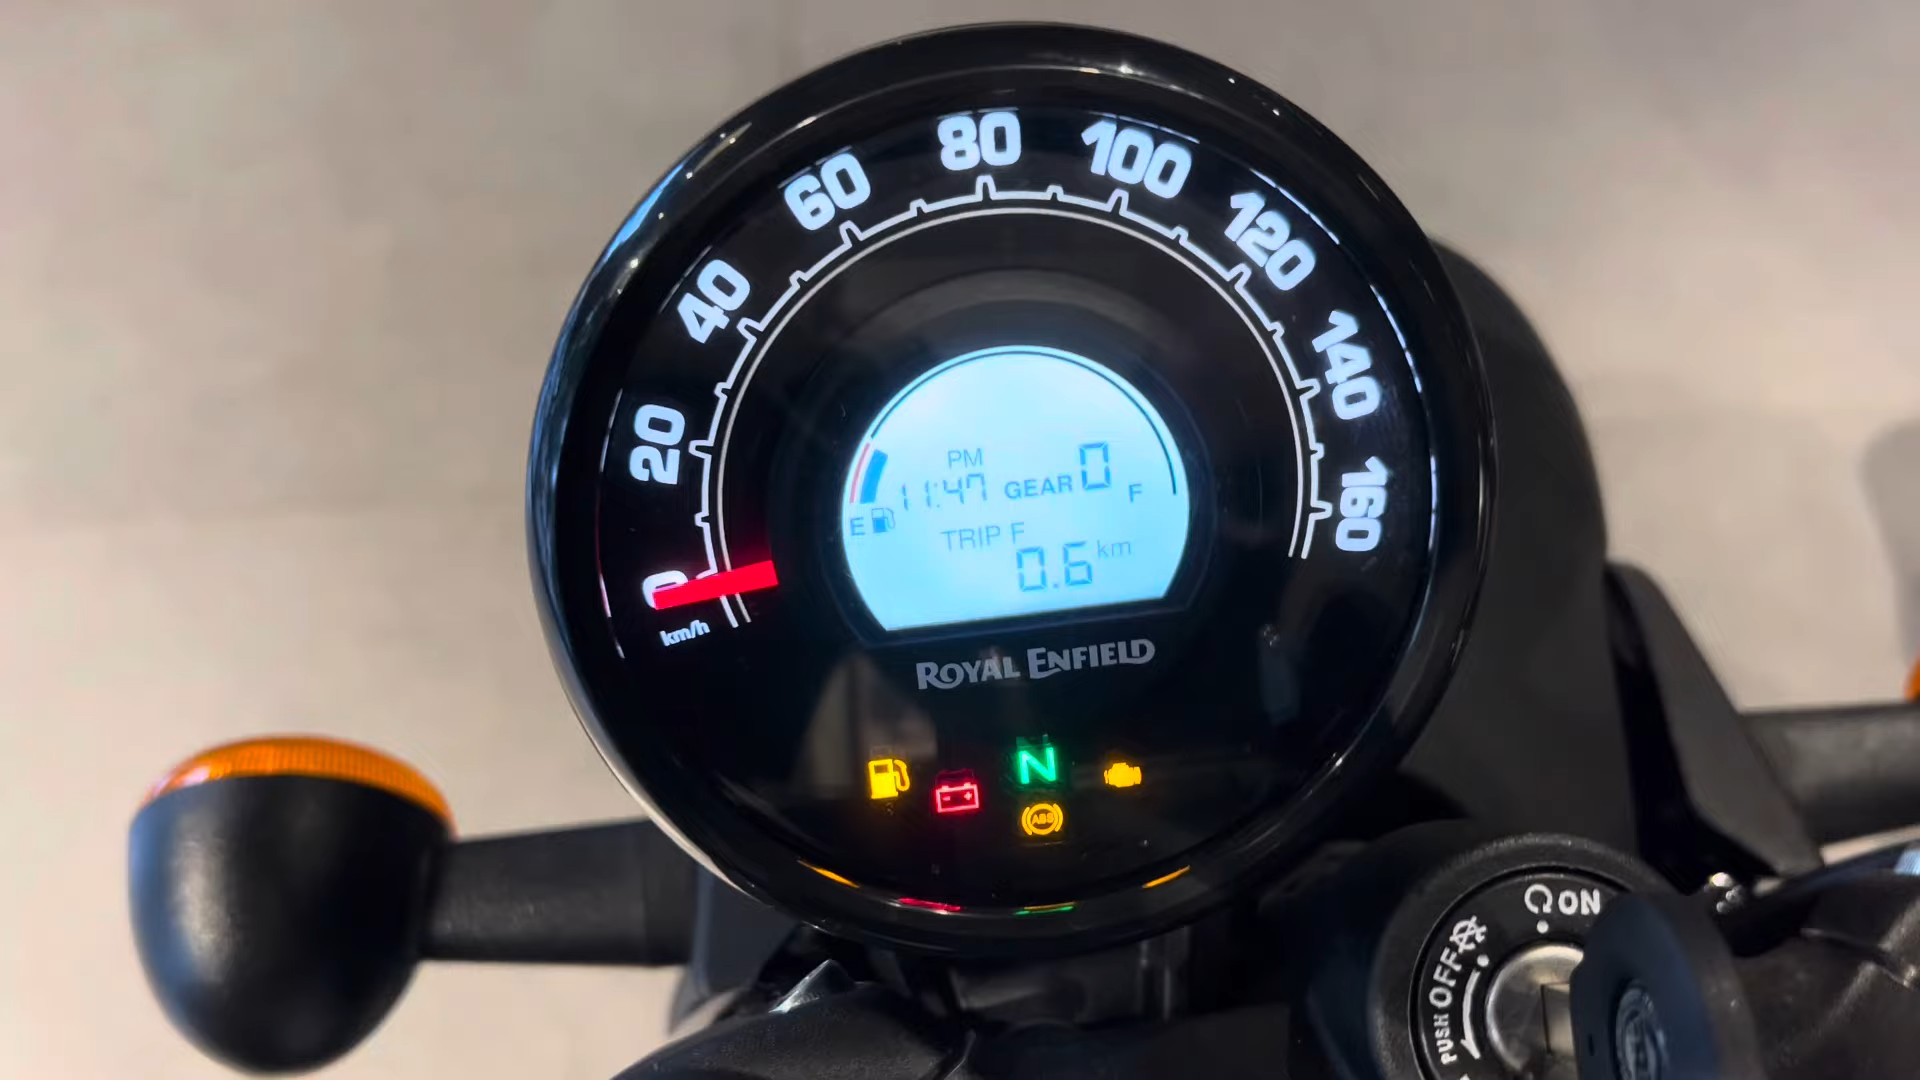 0
20
40
60
80
100
120
140
160
km/h
PM
11:47 GEAR 0
E F
TRIP F
0.6 km
ROYAL ENFIELD
N
ABS
ON
OFF
PUSH